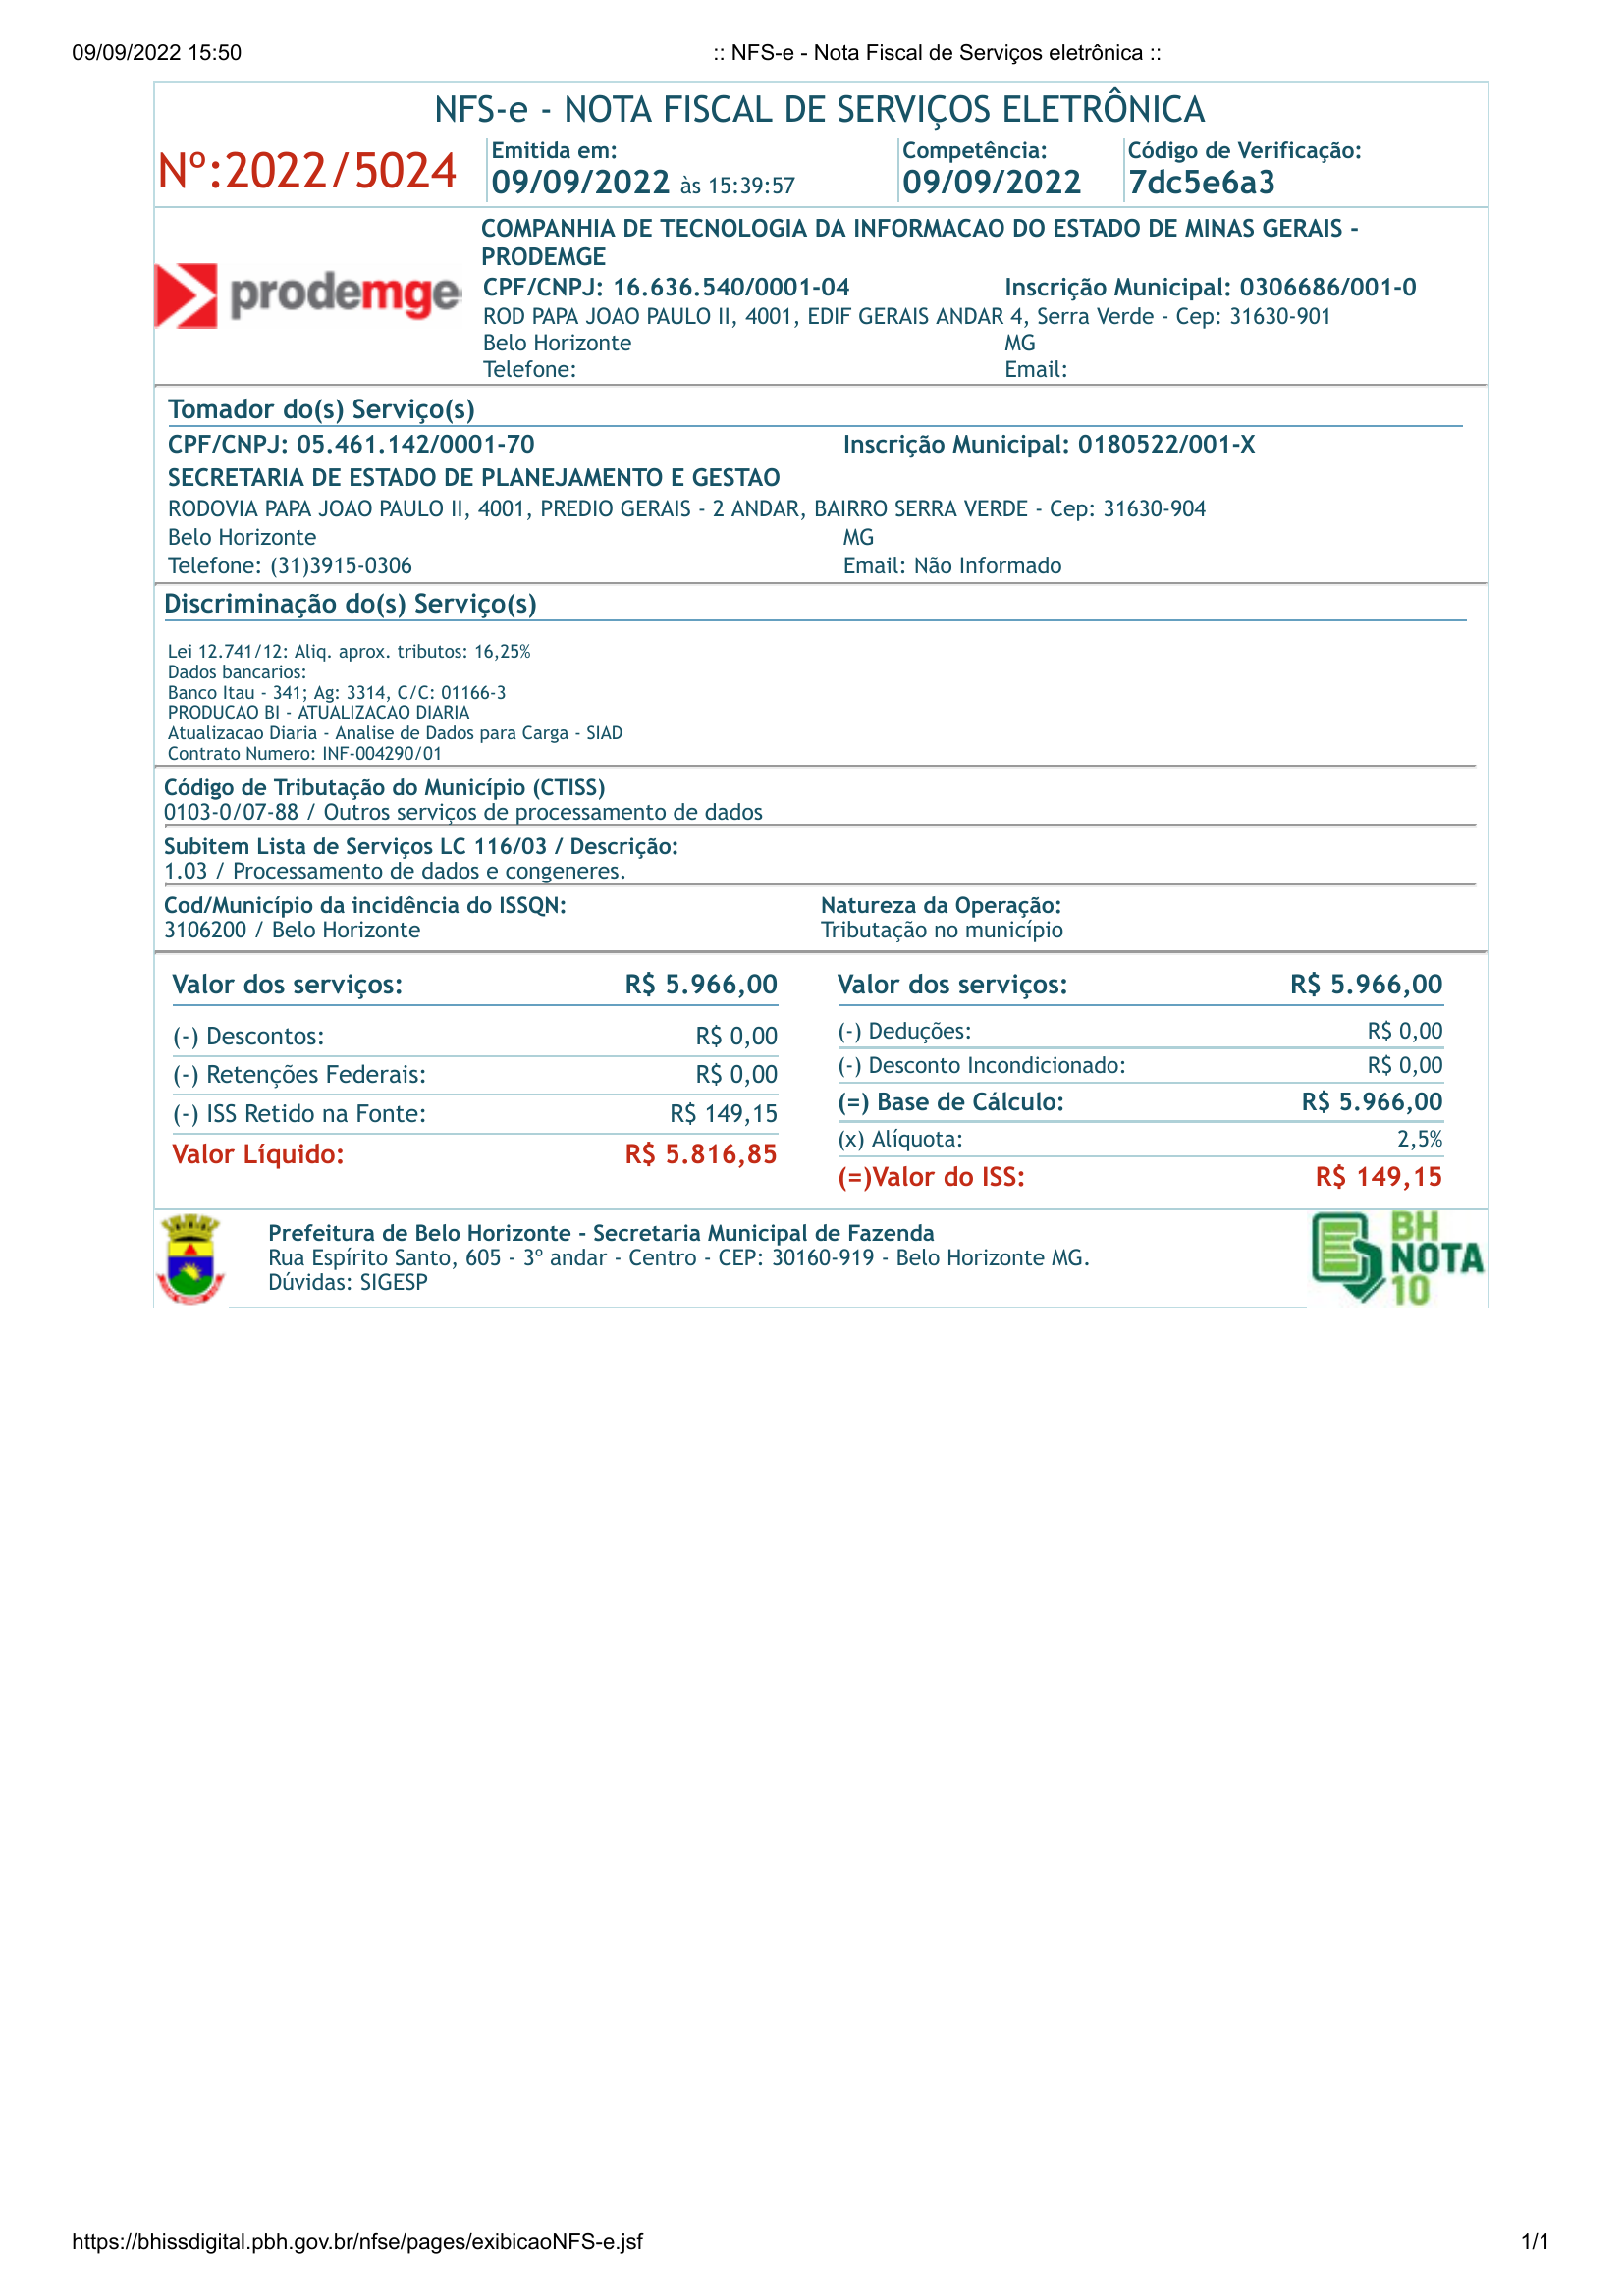 09/09/2022 15:50 :: NFS-e - Nota Fiscal de Serviços eletrônica ::
NFS-e - NOTA FISCAL DE SERVIÇOS ELETRÔNICA
Nº:2022/5024
Emitida em: Competência: Código de Verificação:
09/09/2022 às 15:39:57 09/09/2022 7dc5e6a3
prodemge
COMPANHIA DE TECNOLOGIA DA INFORMACAO DO ESTADO DE MINAS GERAIS -
PRODEMGE
CPF/CNPJ: 16.636.540/0001-04 Inscrição Municipal: 0306686/001-0
ROD PAPA JOAO PAULO II, 4001, EDIF GERAIS ANDAR 4, Serra Verde - Cep: 31630-901
Belo Horizonte MG
Telefone: Email:
Tomador do(s) Serviço(s)
CPF/CNPJ: 05.461.142/0001-70 Inscrição Municipal: 0180522/001-X
SECRETARIA DE ESTADO DE PLANEJAMENTO E GESTAO
RODOVIA PAPA JOAO PAULO II, 4001, PREDIO GERAIS - 2 ANDAR, BAIRRO SERRA VERDE - Cep: 31630-904
Belo Horizonte MG
Telefone: (31)3915-0306 Email: Não Informado
Discriminação do(s) Serviço(s)
Lei 12.741/12: Aliq. aprox. tributos: 16,25%
Dados bancarios:
Banco Itau - 341; Ag: 3314, C/C: 01166-3
PRODUCAO BI - ATUALIZACAO DIARIA
Atualizacao Diaria - Analise de Dados para Carga - SIAD
Contrato Numero: INF-004290/01
Código de Tributação do Município (CTISS)
0103-0/07-88 / Outros serviços de processamento de dados
Subitem Lista de Serviços LC 116/03 / Descrição:
1.03 / Processamento de dados e congeneres.
Cod/Município da incidência do ISSQN: Natureza da Operação:
3106200 / Belo Horizonte Tributação no município
Valor dos serviços: R$ 5.966,00
(-) Descontos: R$ 0,00
(-) Retenções Federais: R$ 0,00
(-) ISS Retido na Fonte: R$ 149,15
Valor Líquido: R$ 5.816,85
Valor dos serviços: R$ 5.966,00
(-) Deduções: R$ 0,00
(-) Desconto Incondicionado: R$ 0,00
(=) Base de Cálculo: R$ 5.966,00
(x) Alíquota: 2,5%
(=)Valor do ISS: R$ 149,15
Prefeitura de Belo Horizonte - Secretaria Municipal de Fazenda
Rua Espírito Santo, 605 - 3º andar - Centro - CEP: 30160-919 - Belo Horizonte MG.
Dúvidas: SIGESP
BH
NOTA
10
https://bhissdigital.pbh.gov.br/nfse/pages/exibicaoNFS-e.jsf 1/1